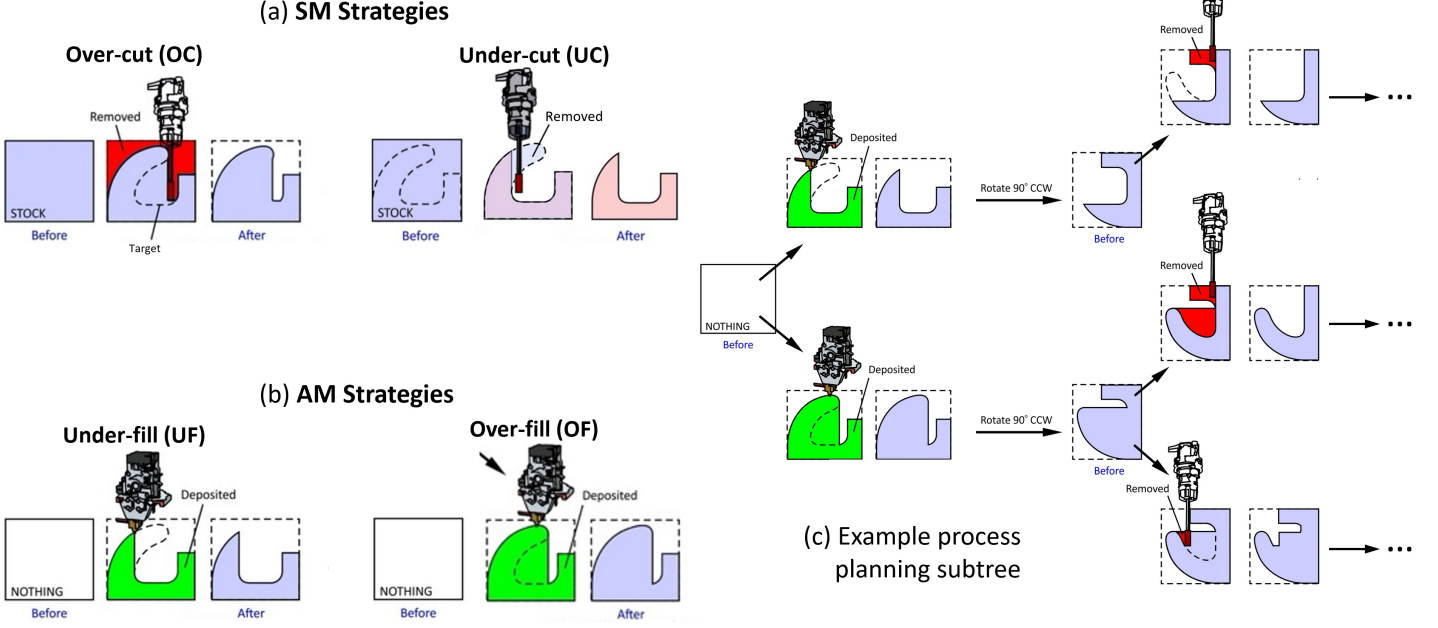 (a) SM Strategies
Over-cut (OC)
Under-cut (UC)
Removed
Removed
STOCK
STOCK
Before
Target
After
Before
After
(b) AM Strategies
Under-fill (UF)
Over-fill (OF)
Deposited
Deposited
NOTHING
NOTHING
Before
After
Before
After
Removed
Deposited
Rotate 90° CCW
Before
NOTHING
Before
Removed
Deposited
Rotate 90° CCW
Before
Removed
(c) Example process
planning subtree